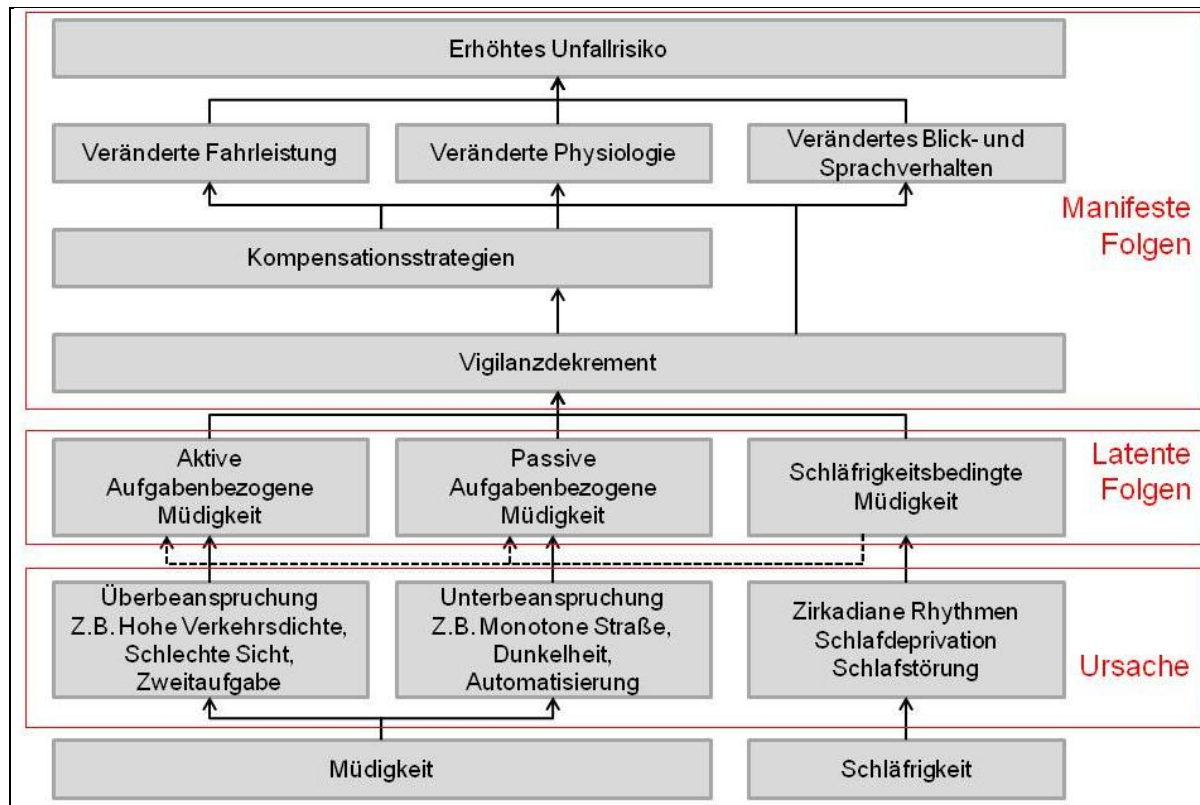 Erhöhtes Unfallrisiko
Veränderte Fahrleistung
Veränderte Physiologie
Verändertes Blick- und
Sprachverhalten
Manifeste
Folgen
Kompensationsstrategien
Vigilanzdekrement
Aktive
Aufgabenbezogene
Müdigkeit
Passive
Aufgabenbezogene
Müdigkeit
Schläfrigkeitsbedingte
Müdigkeit
Latente
Folgen
Überbeanspruchung
Z.B. Hohe Verkehrsdichte,
Schlechte Sicht,
Zweitaufgabe
Unterbeanspruchung
Z.B. Monotone Straße,
Dunkelheit,
Automatisierung
Zirkadiane Rhythmen
Schlafdeprivation
Schlafstörung
Ursache
Müdigkeit
Schläfrigkeit